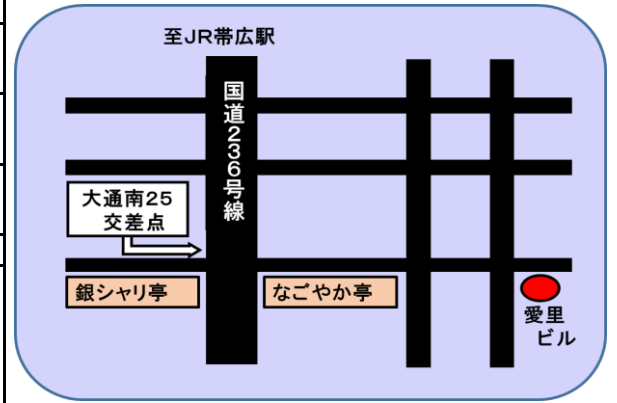 至JR帯広駅
国道236号線
大通南25
交差点
銀シャリ亭
なごやか亭
愛里
ビル